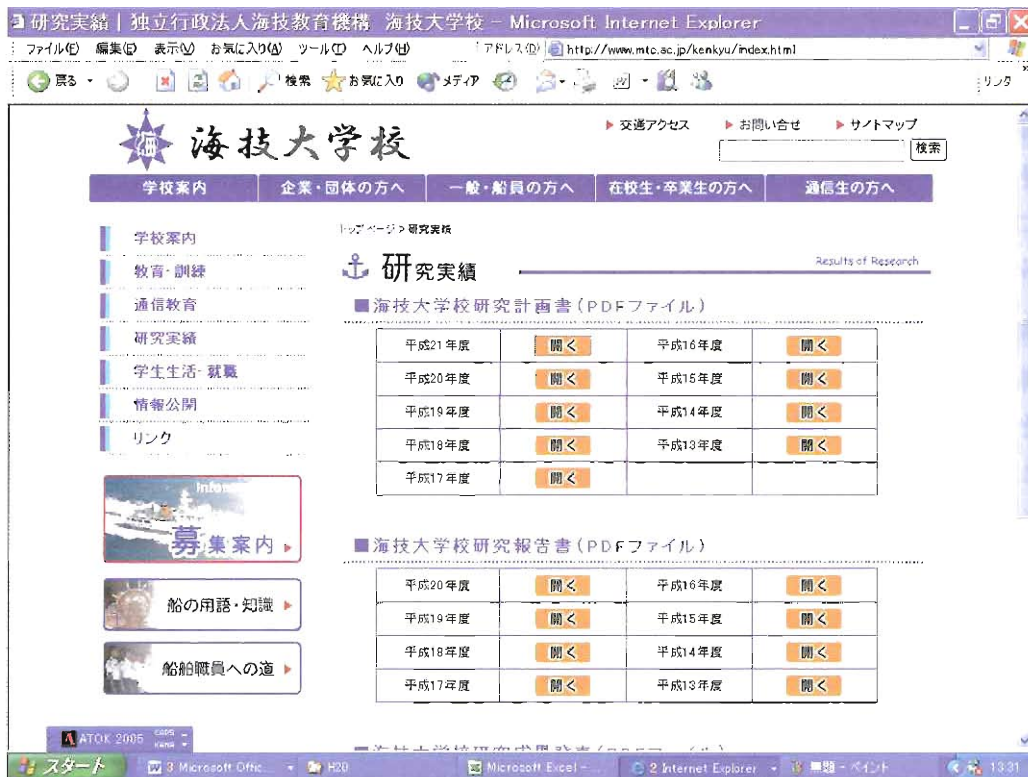 研究実績 | 独立行政法人海技教育機構 海技大学校 - Microsoft Internet Explorer
ファイル(F) 編集(E) 表示(V) お気に入り(A) ツール(T) ヘルプ(H) アドレス(D) http://www.mtc.ac.jp/kenkyu/index.html
戻る 検索 お気に入り メディア リンク
海技大学校
交通アクセス お問い合せ サイトマップ
検索
学校案内 企業・団体の方へ 一般・船員の方へ 在校生・卒業生の方へ 通信生の方へ
学校案内
教育・訓練
通信教育
研究実績
学生生活・就職
情報公開
リンク
募集案内
船の用語・知識
船舶職員への道
トップページ > 研究実績
研究実績 Results of Research
■海技大学校研究計画書(PDFファイル)
平成21年度 開く 平成16年度 開く
平成20年度 開く 平成15年度 開く
平成19年度 開く 平成14年度 開く
平成18年度 開く 平成13年度 開く
平成17年度 開く
■海技大学校研究報告書(PDFファイル)
平成20年度 開く 平成16年度 開く
平成19年度 開く 平成15年度 開く
平成18年度 開く 平成14年度 開く
平成17年度 開く 平成13年度 開く
ATOK 2005 CAPS KANA
スタート 3 Microsoft Offic... H20 Microsoft Excel - ... 2 Internet Explorer 無題 - ペイント 13:31